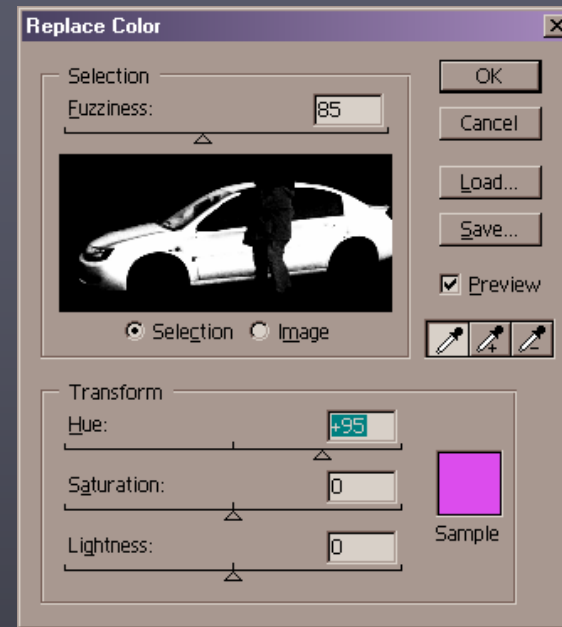 Replace Color
Selection
Fuzziness:
85
OK
Cancel
Load...
Save...
Preview
Selection
Image
Transform
Hue:
+95
Saturation:
0
Lightness:
0
Sample